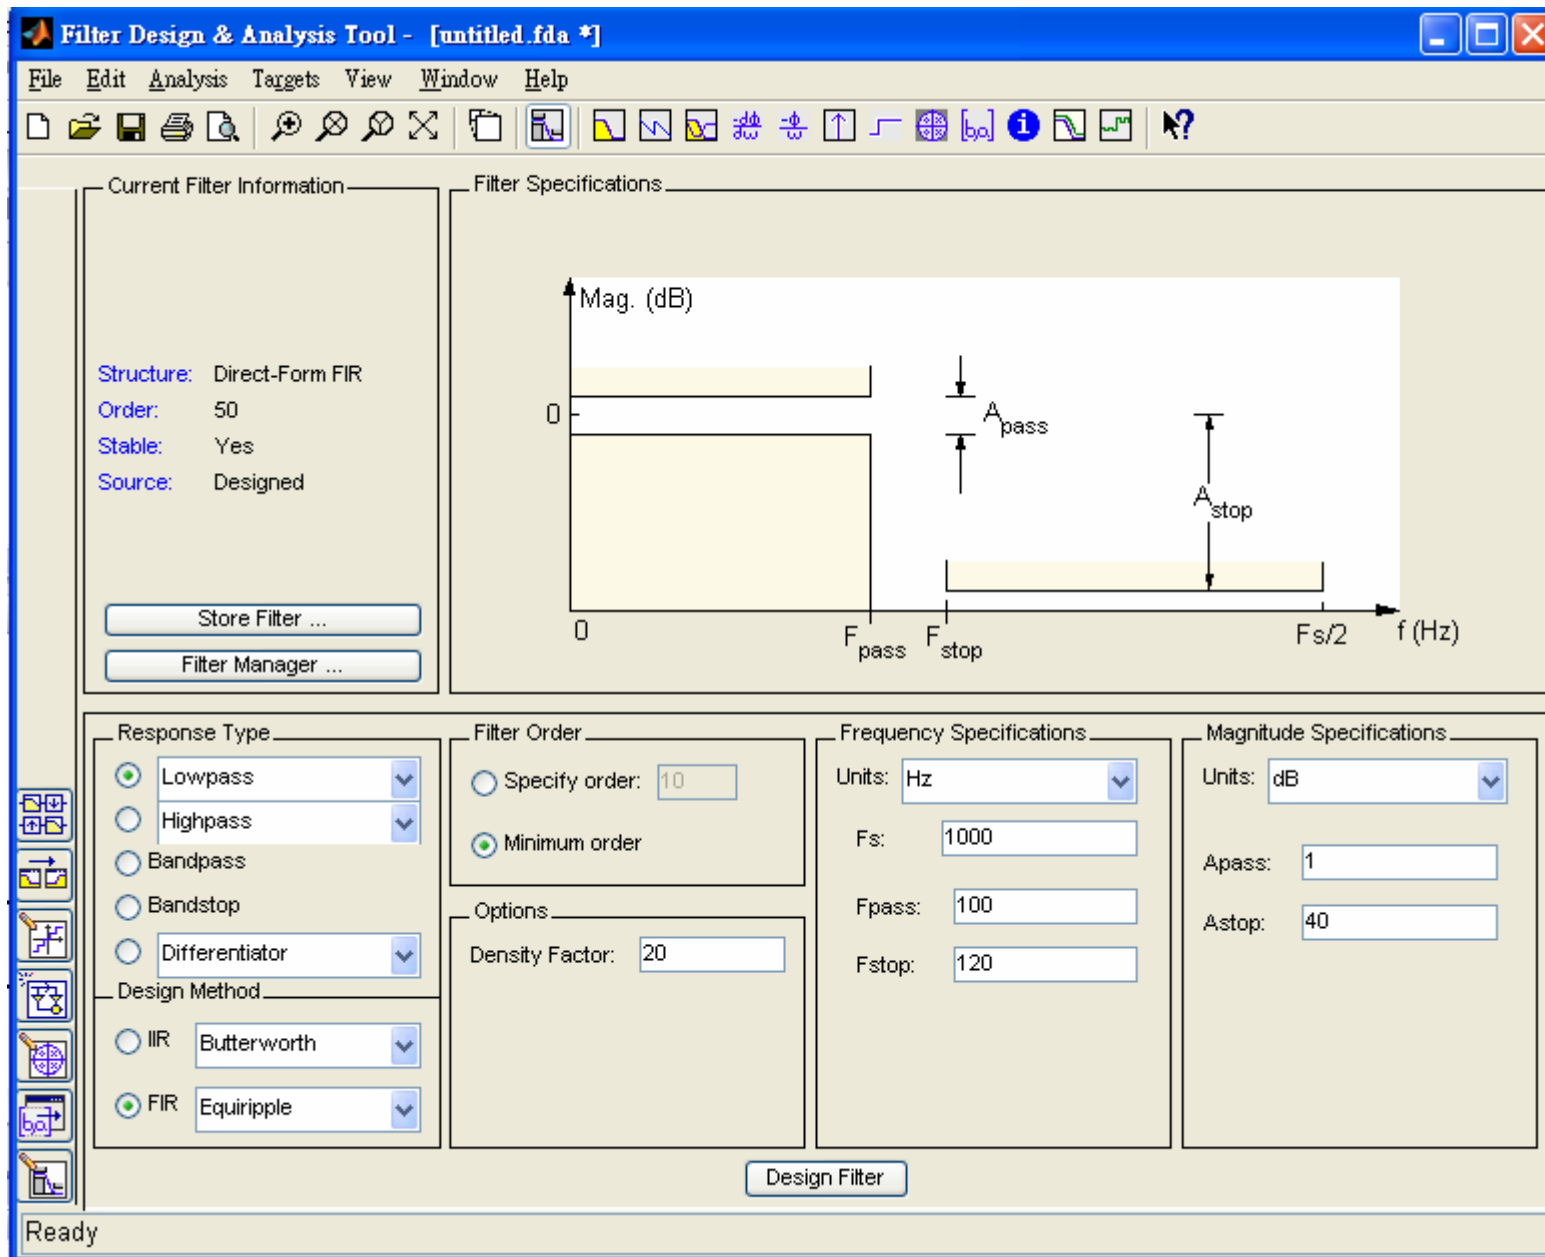 Filter Design & Analysis Tool - [untitled.fda *]
File Edit Analysis Targets View Window Help
[b,a] i ?
Current Filter Information
Structure: Direct-Form FIR
Order: 50
Stable: Yes
Source: Designed
Store Filter ...
Filter Manager ...
Filter Specifications
Mag. (dB)
0
Apass
Astop
0
Fpass
Fstop
Fs/2
f (Hz)
Response Type
Lowpass
Highpass
Bandpass
Bandstop
Differentiator
Design Method
IIR Butterworth
FIR Equiripple
Filter Order
Specify order: 10
Minimum order
Options
Density Factor: 20
Frequency Specifications
Units: Hz
Fs: 1000
Fpass: 100
Fstop: 120
Magnitude Specifications
Units: dB
Apass: 1
Astop: 40
[b,a]
Design Filter
Ready